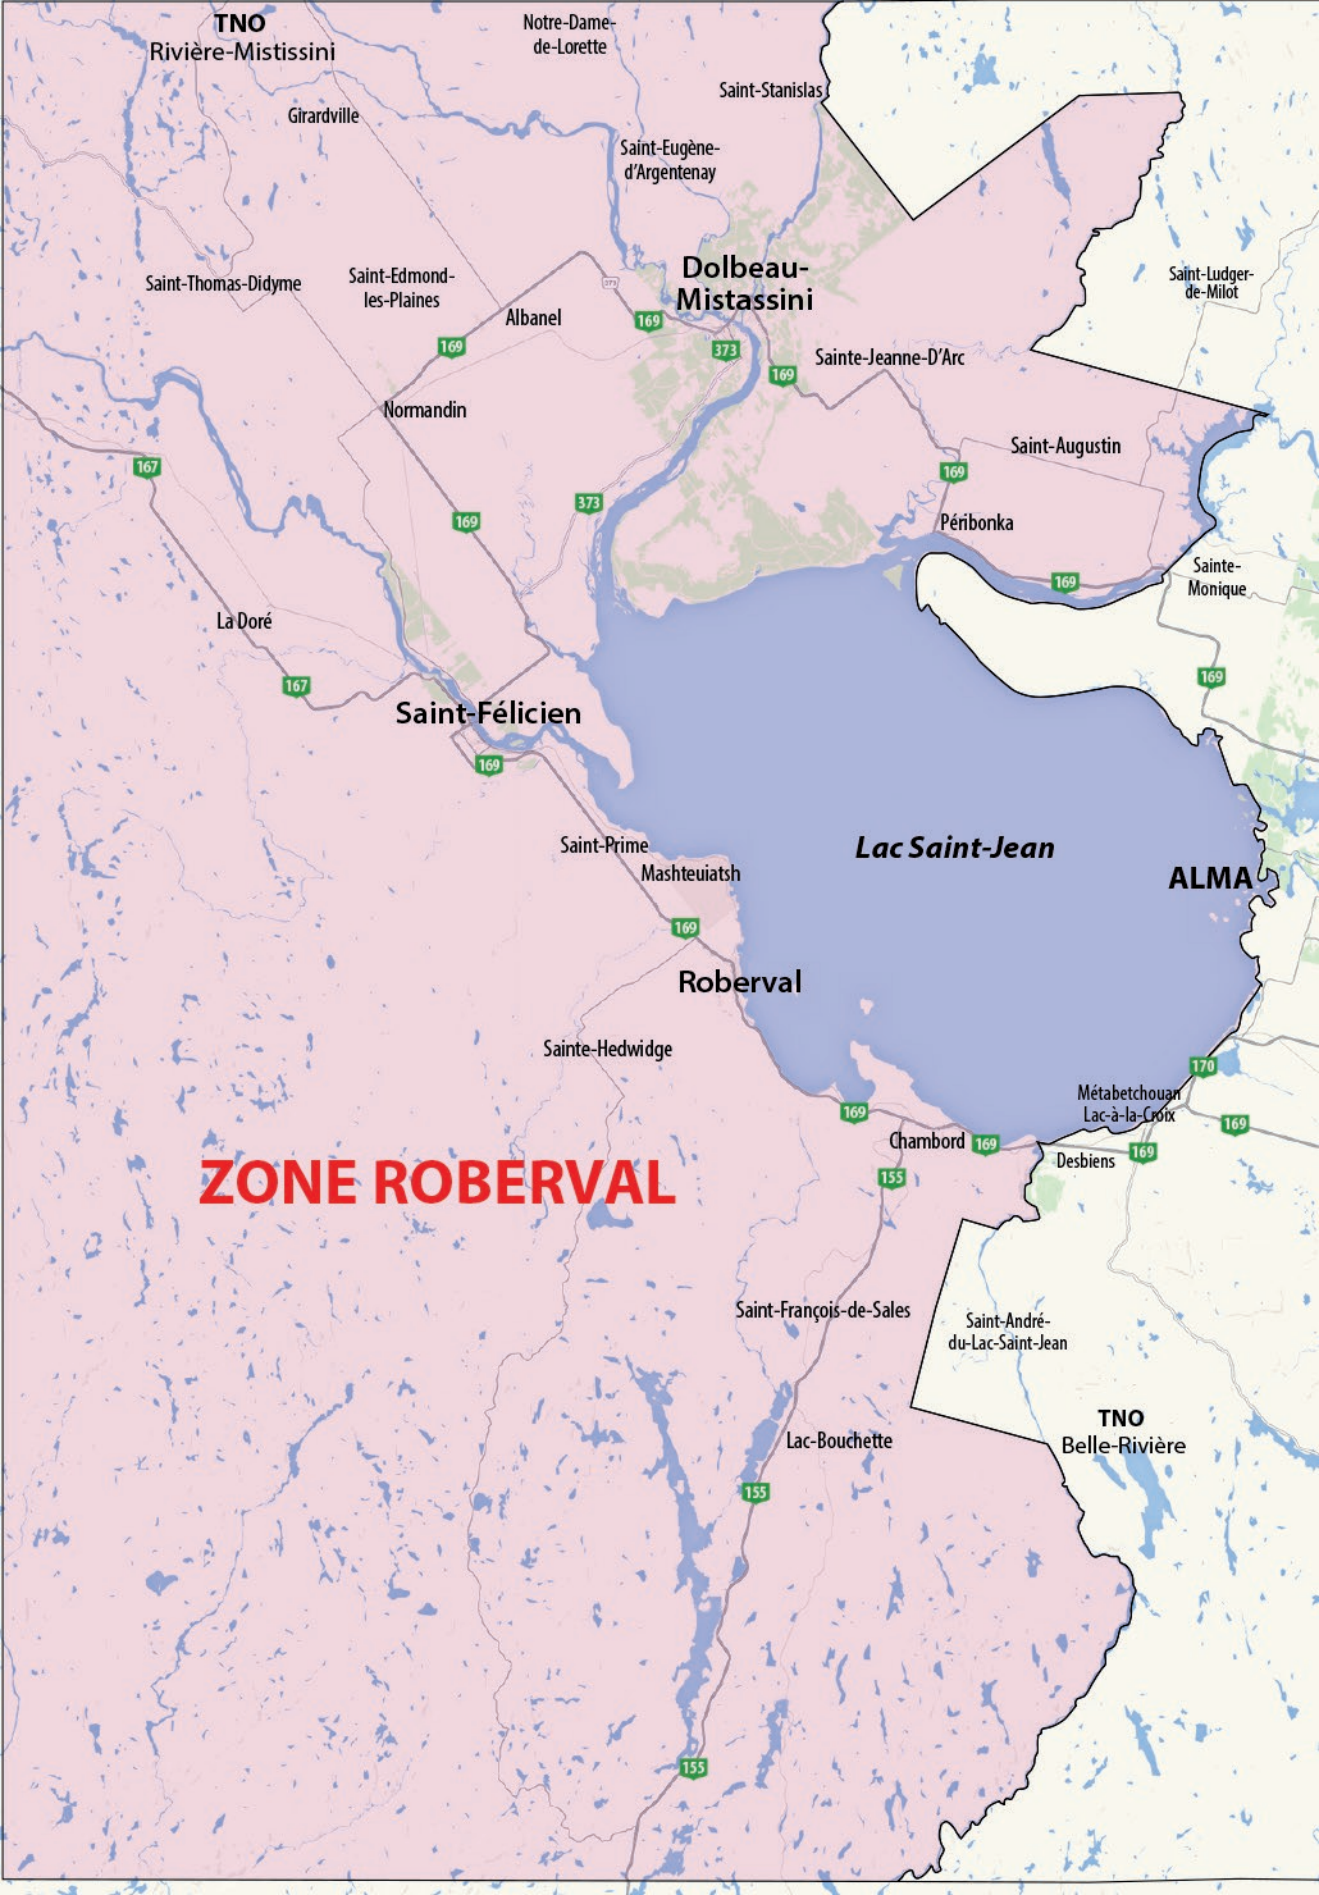 TNO
Rivière-Mistissini
Notre-Dame-
de-Lorette
Saint-Stanislas
Girardville
Saint-Eugène-
d'Argentenay
Saint-Thomas-Didyme
Saint-Edmond-
les-Plaines
Dolbeau-
Mistassini
Saint-Ludger-
de-Milot
373
Albanel
169
169
373
169
Sainte-Jeanne-D'Arc
Normandin
Saint-Augustin
167
169
373
169
Péribonka
169
Sainte-
Monique
La Doré
167
169
Saint-Félicien
169
Saint-Prime
Mashteuiatsh
Lac Saint-Jean
ALMA
169
Roberval
Sainte-Hedwidge
170
Métabetchouan
Lac-à-la-Croix
169
169
Chambord
169
169
Desbiens
155
ZONE ROBERVAL
Saint-François-de-Sales
Saint-André-
du-Lac-Saint-Jean
TNO
Belle-Rivière
Lac-Bouchette
155
155